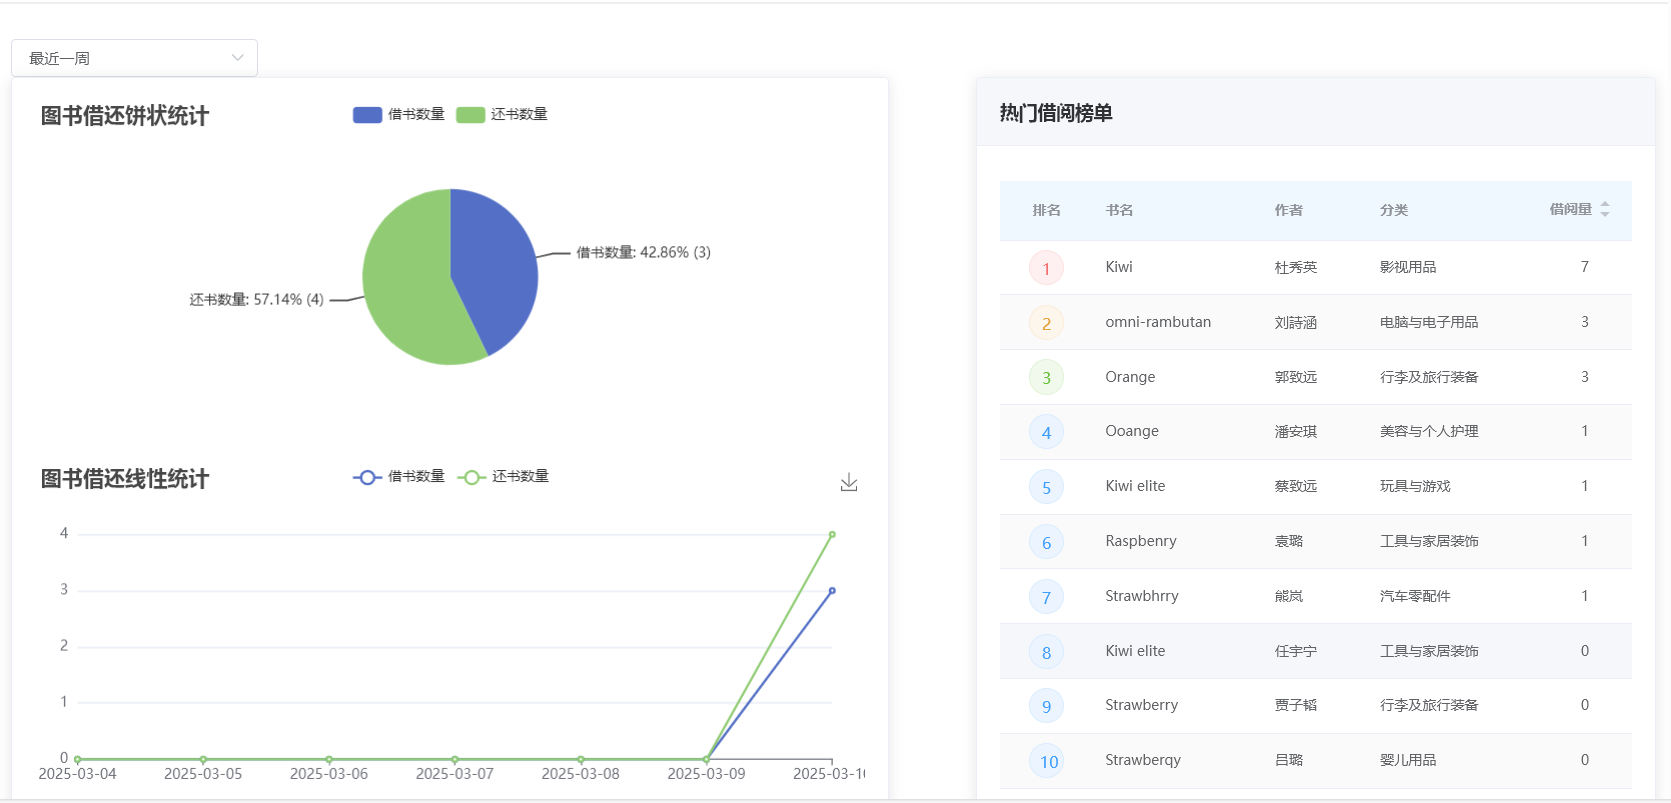 最近一周
图书借还饼状统计
借书数量 还书数量
借书数量: 42.86% (3)
还书数量: 57.14% (4)
图书借还线性统计
借书数量 还书数量
4
3
2
1
0
2025-03-04 2025-03-05 2025-03-06 2025-03-07 2025-03-08 2025-03-09 2025-03-1
热门借阅榜单
排名 书名 作者 分类 借阅量
1 Kiwi 杜秀英 影视用品 7
2 omni-rambutan 刘詩涵 电脑与电子用品 3
3 Orange 郭致远 行李及旅行装备 3
4 Ooange 潘安琪 美容与个人护理 1
5 Kiwi elite 蔡致远 玩具与游戏 1
6 Raspbenry 袁璐 工具与家居装饰 1
7 Strawbhrry 熊岚 汽车零配件 1
8 Kiwi elite 任宇宁 工具与家居装饰 0
9 Strawberry 贾子韬 行李及旅行装备 0
10 Strawberqy 吕璐 婴儿用品 0